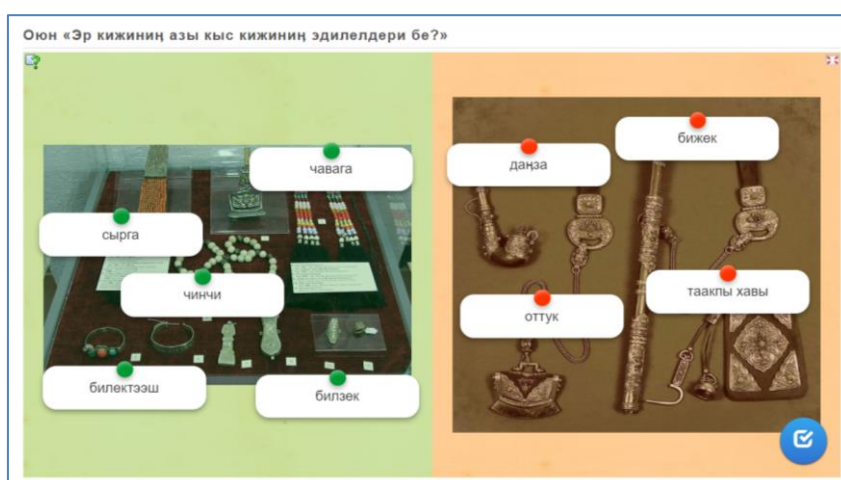 Оюн «Эр кижиниң азы кыс кижиниң эдилелдери бе?»
чавага
сырга
чинчи
билектээш
билзек
бижек
даңза
таакпы хавы
оттук